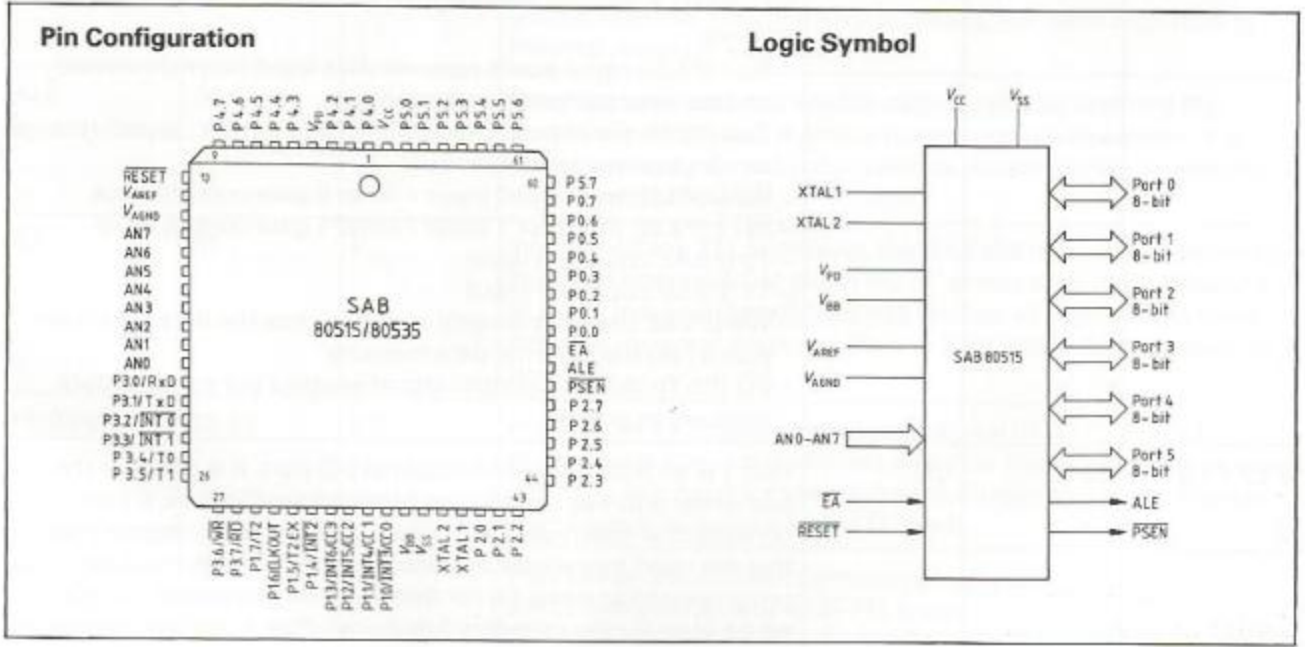 Pin Configuration
P4.7
P4.6
P4.5
P4.4
P4.3
VPD
P4.2
P4.1
P4.0
VCC
P5.0
P5.1
P5.2
P5.3
P5.4
P5.5
P5.6
9
1
61
RESET
VAREF
VAGND
AN7
AN6
AN5
AN4
AN3
AN2
AN1
AN0
P3.0/RxD
P3.1/TxD
P3.2/INT0
P3.3/INT1
P3.4/T0
P3.5/T1
10
26
SAB
80515/80535
60
44
P5.7
P0.7
P0.6
P0.5
P0.4
P0.3
P0.2
P0.1
P0.0
EA
ALE
PSEN
P2.7
P2.6
P2.5
P2.4
P2.3
27
43
P3.6/WR
P3.7/RD
P1.7/T2
P1.6/CLKOUT
P1.5/T2EX
P1.4/INT2
P1.3/INT6/CC3
P1.2/INT5/CC2
P1.1/INT4/CC1
P1.0/INT3/CC0
VBB
VSS
XTAL2
XTAL1
P2.0
P2.1
P2.2
Logic Symbol
VCC
VSS
XTAL1
XTAL2
VPD
VBB
VAREF
VAGND
AN0-AN7
EA
RESET
SAB 80515
Port 0
8-bit
Port 1
8-bit
Port 2
8-bit
Port 3
8-bit
Port 4
8-bit
Port 5
8-bit
ALE
PSEN